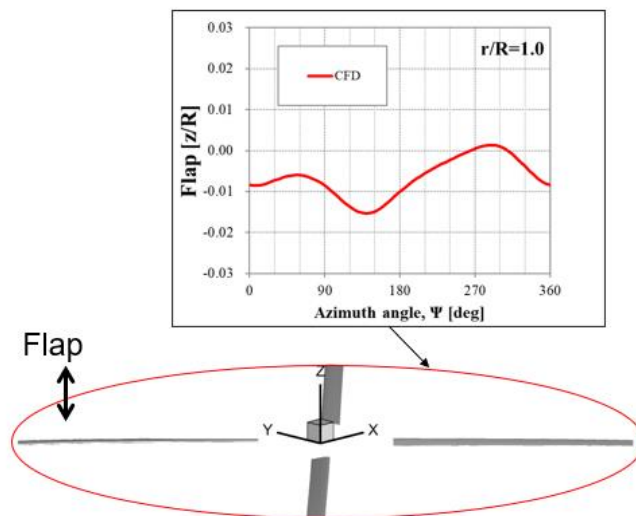 0.03
r/R=1.0
0.02
CFD
0.01
0.00
-0.01
-0.02
-0.03
Flap [z/R]
0 90 180 270 360
Azimuth angle, Ψ [deg]
Flap
Z
Y X